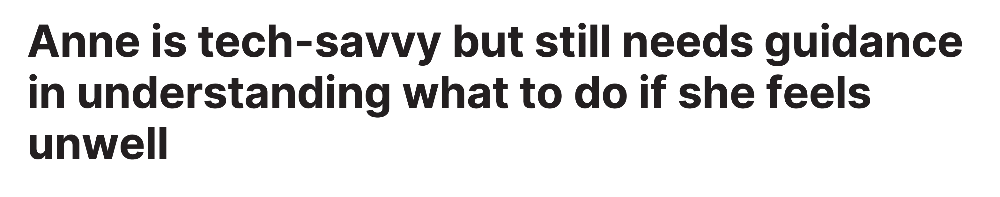 Anne is tech-savvy but still needs guidance
in understanding what to do if she feels
unwell